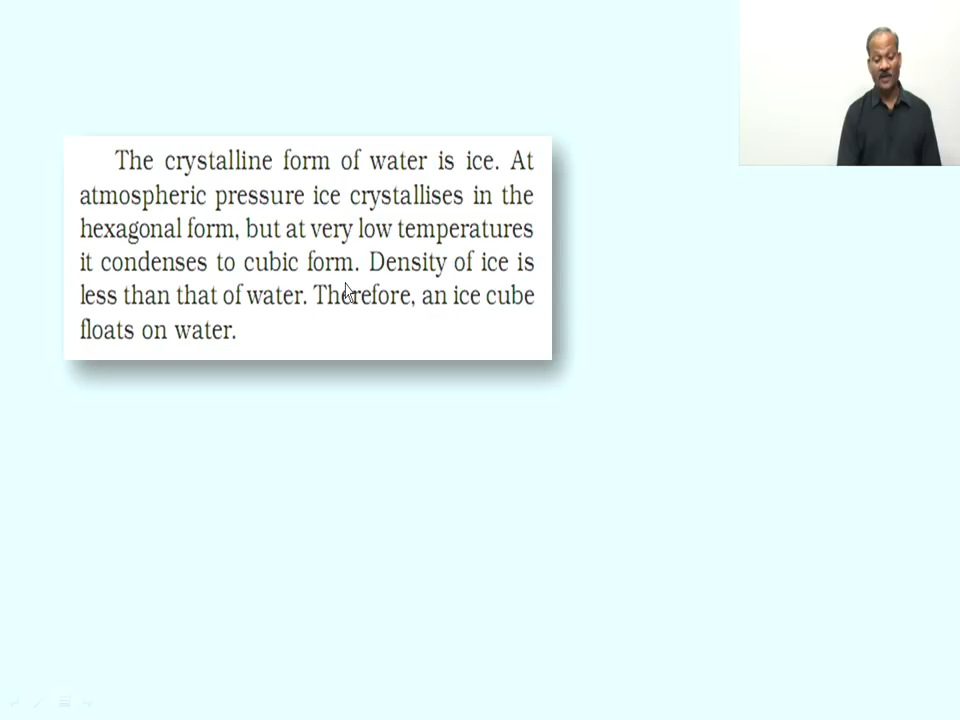 The crystalline form of water is ice. At
atmospheric pressure ice crystallises in the
hexagonal form, but at very low temperatures
it condenses to cubic form. Density of ice is
less than that of water. Therefore, an ice cube
floats on water.